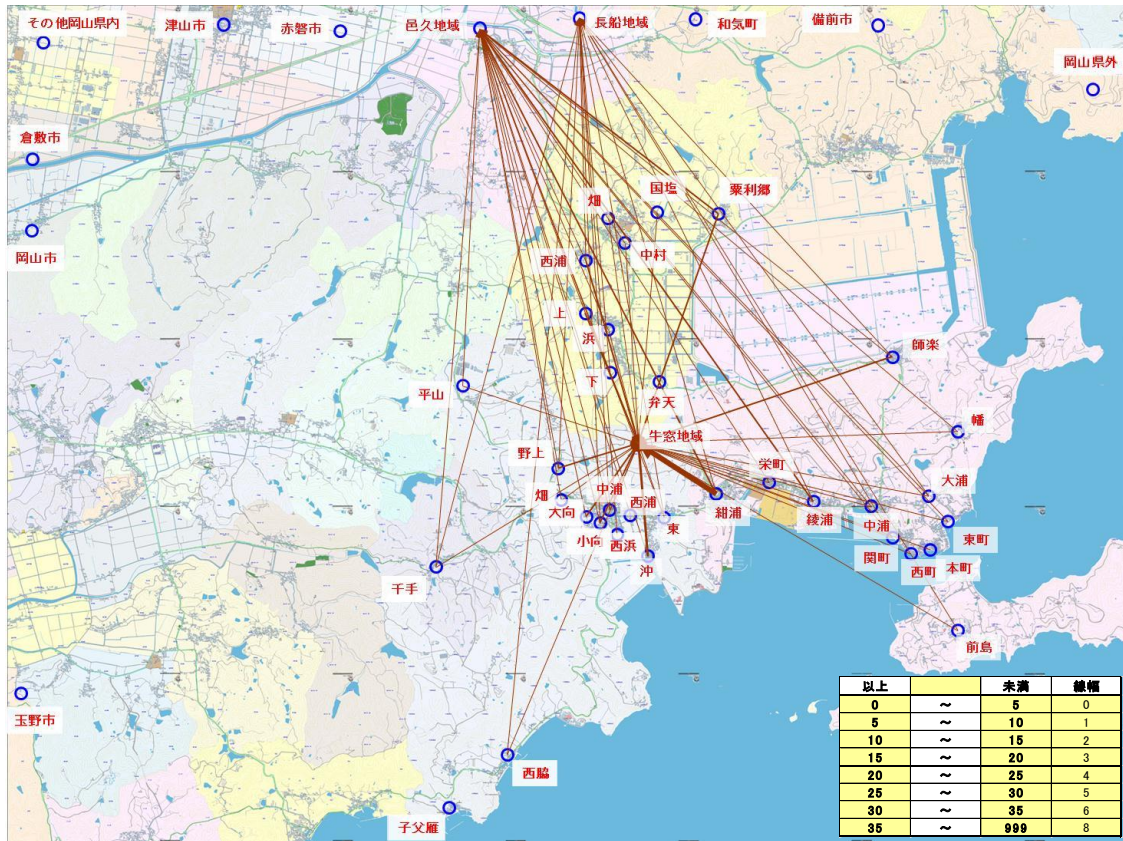 その他岡山県内
津山市
赤磐市
邑久地域
長船地域
和気町
備前市
岡山県外
倉敷市
岡山市
畑
国塩
粟利郷
中村
西浦
上
浜
師楽
平山
下
弁天
牛窓地域
幡
野上
栄町
大浦
畑
中浦
大向
西浦
東
紺浦
綾浦
中浦
東町
小向
西浜
関町
西町
本町
沖
千手
前島
玉野市
西脇
子父雁
以上 未満 線幅
0 ～ 5 0
5 ～ 10 1
10 ～ 15 2
15 ～ 20 3
20 ～ 25 4
25 ～ 30 5
30 ～ 35 6
35 ～ 999 8